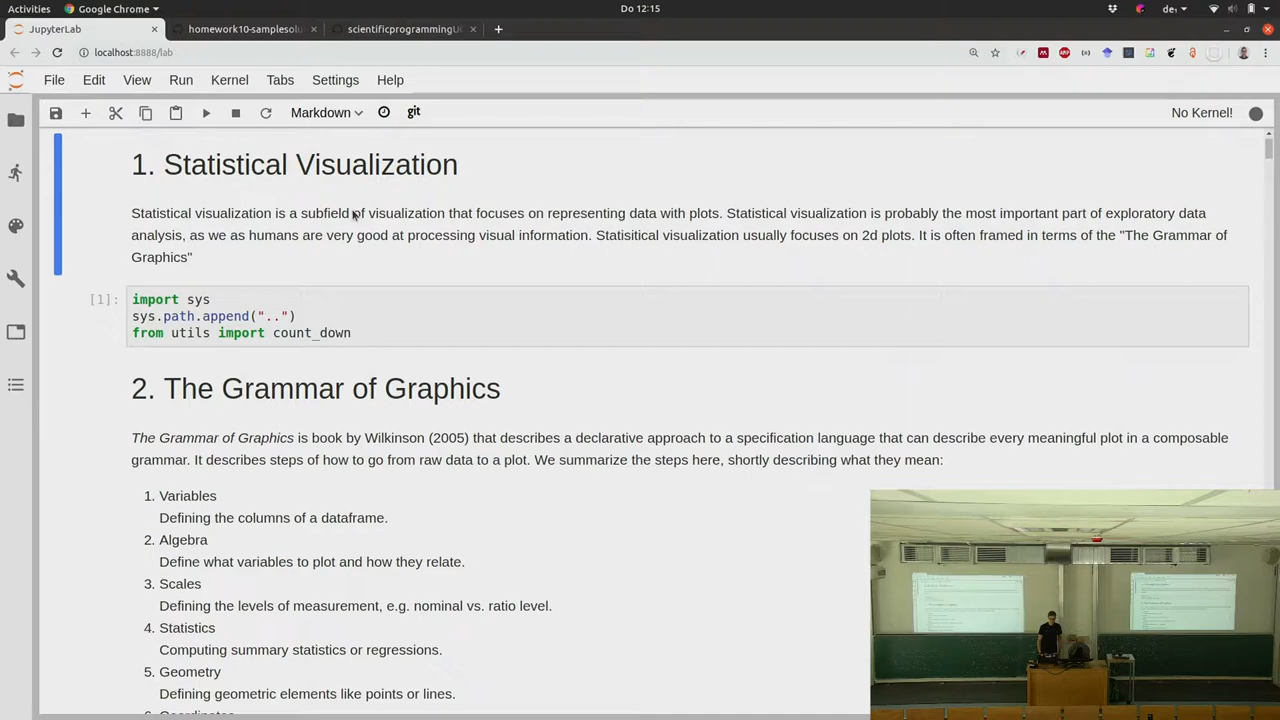 Activities
Google Chrome
Do 12:15
de
JupyterLab
homework10-samplesolu
scientificprogrammingU
localhost:8888/lab
File Edit View Run Kernel Tabs Settings Help
Markdown
git
No Kernel!
1. Statistical Visualization
Statistical visualization is a subfield of visualization that focuses on representing data with plots. Statistical visualization is probably the most important part of exploratory data
analysis, as we as humans are very good at processing visual information. Statisitical visualization usually focuses on 2d plots. It is often framed in terms of the "The Grammar of
Graphics"
[1]: import sys
sys.path.append("..")
from utils import count_down
2. The Grammar of Graphics
The Grammar of Graphics is book by Wilkinson (2005) that describes a declarative approach to a specification language that can describe every meaningful plot in a composable
grammar. It describes steps of how to go from raw data to a plot. We summarize the steps here, shortly describing what they mean:
1. Variables
Defining the columns of a dataframe.
2. Algebra
Define what variables to plot and how they relate.
3. Scales
Defining the levels of measurement, e.g. nominal vs. ratio level.
4. Statistics
Computing summary statistics or regressions.
5. Geometry
Defining geometric elements like points or lines.